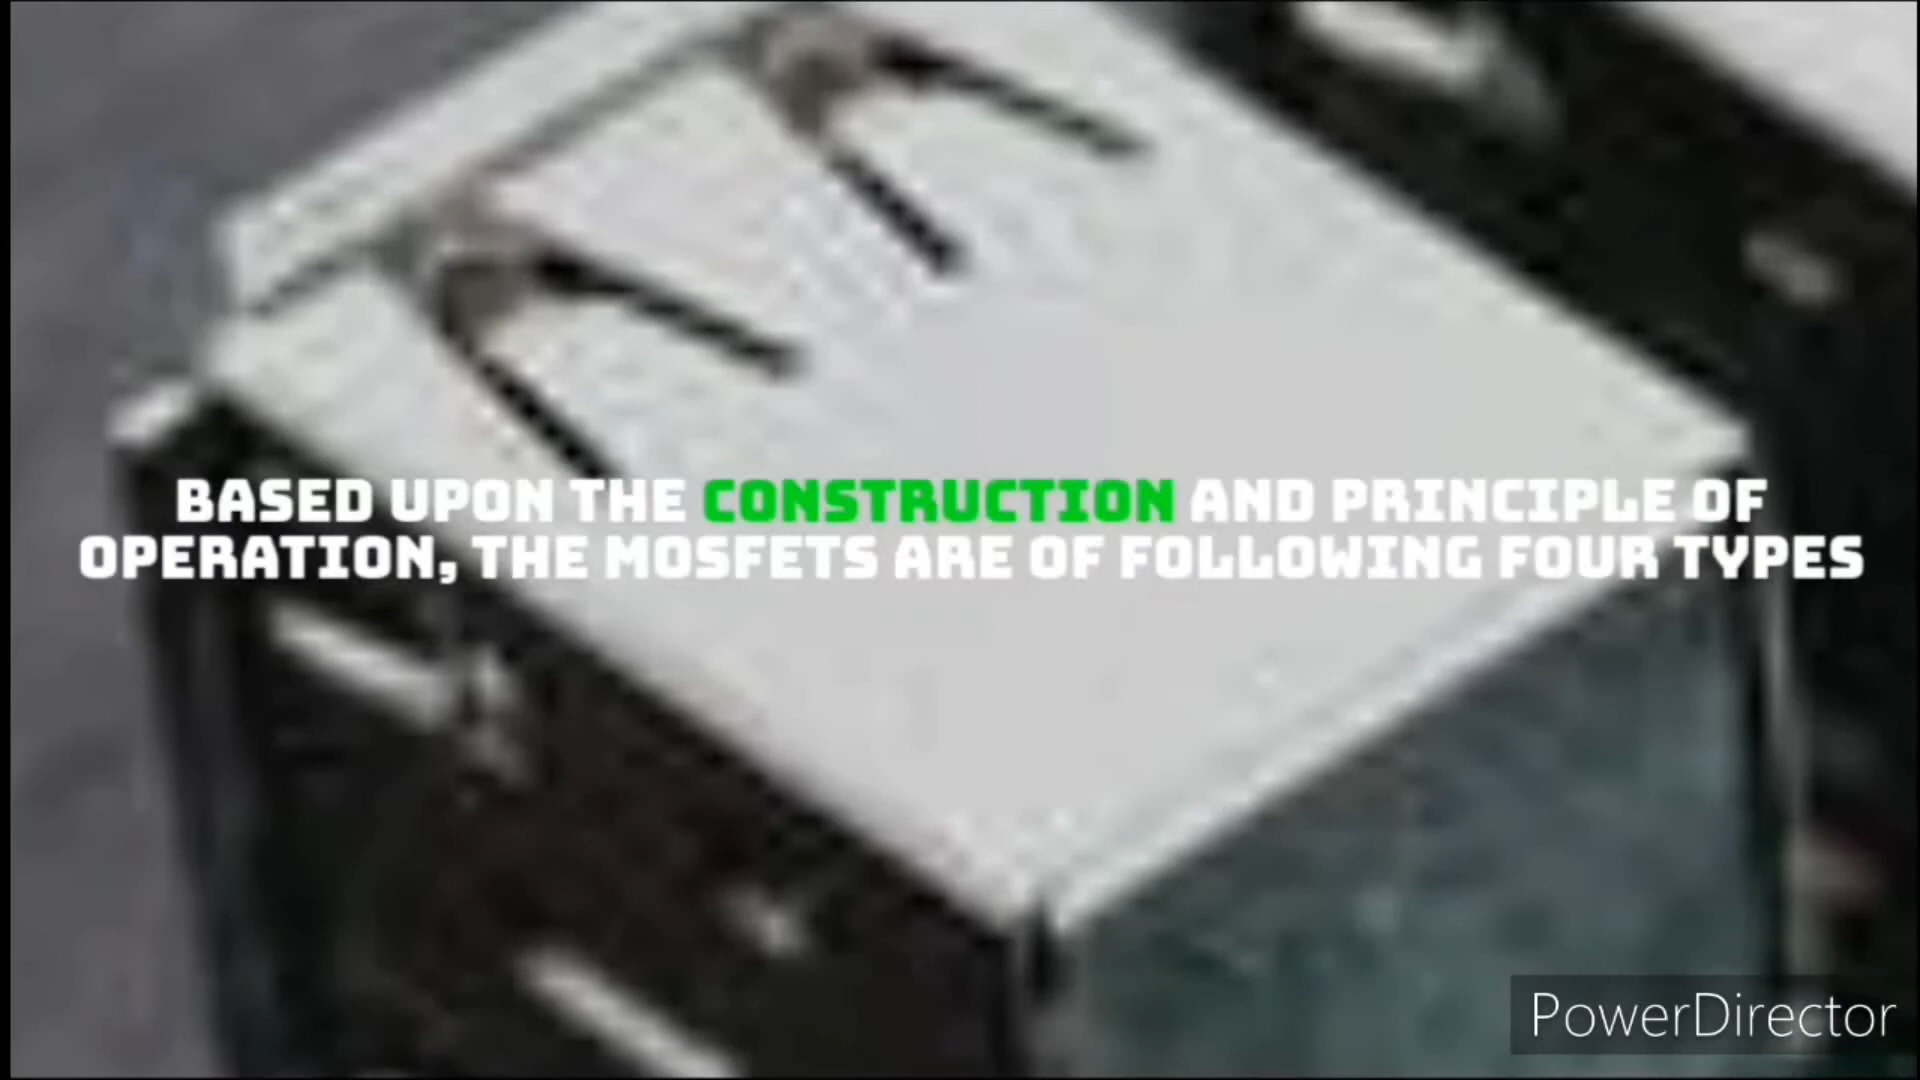 BASED UPON THE CONSTRUCTION AND PRINCIPLE OF
OPERATION, THE MOSFETS ARE OF FOLLOWING FOUR TYPES
PowerDirector